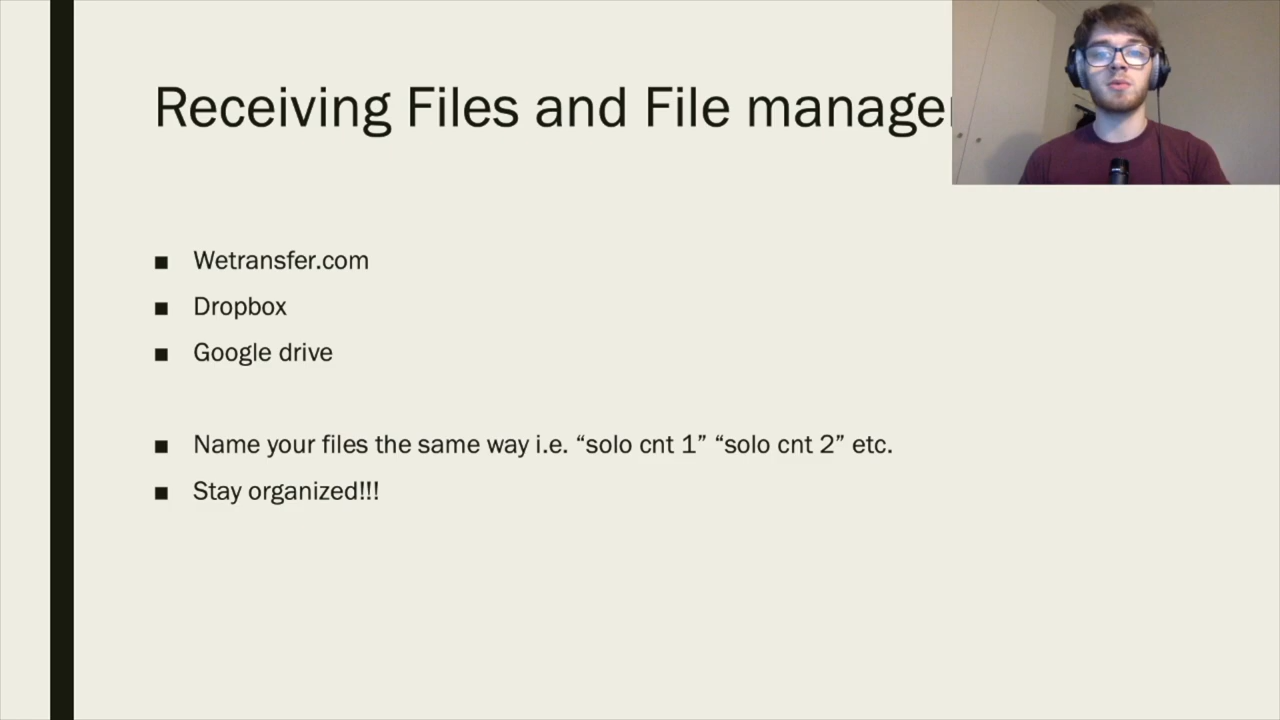 Receiving Files and File manage
Wetransfer.com
Dropbox
Google drive
Name your files the same way i.e. “solo cnt 1” “solo cnt 2” etc.
Stay organized!!!